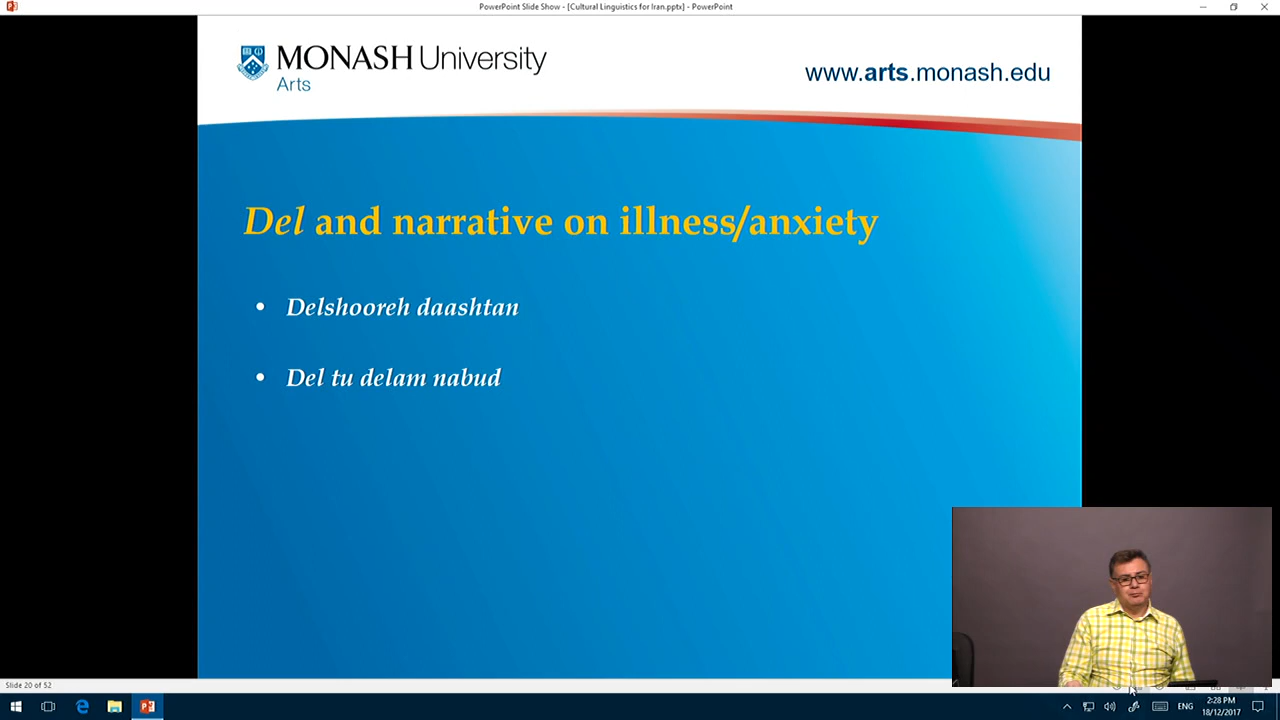 PowerPoint Slide Show - [Cultural Linguistics for Iran.pptx] - PowerPoint
MONASH University
Arts
www.arts.monash.edu
Del and narrative on illness/anxiety
• Delshooreh daashtan
• Del tu delam nabud
Slide 20 of 52
ENG
2:28 PM
18/12/2017